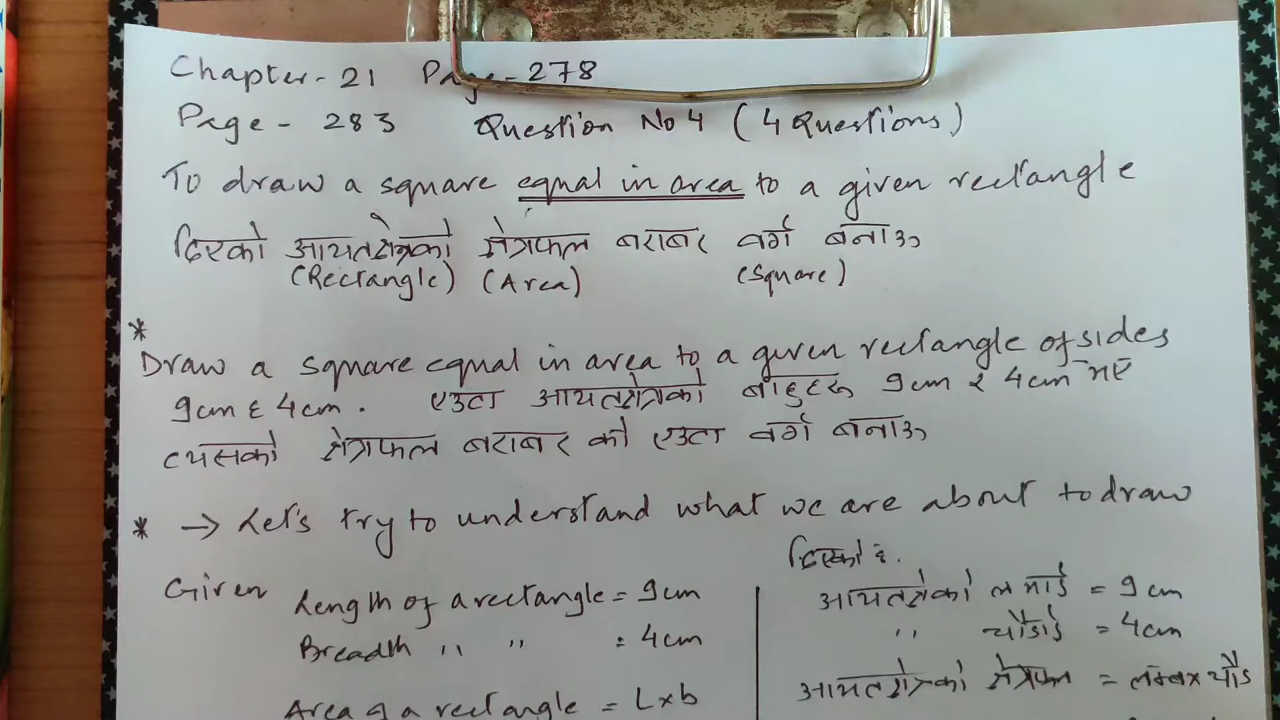 Chapter - 21 Page - 278
Page - 283 Question No 4 ( 4 Questions )
To draw a square equal in area to a given rectangle
दिएको आयतक्षेत्रको क्षेत्रफल बराबर वर्ग बनाऊ
(Rectangle) (Area) (Square)
*
Draw a square equal in area to a given rectangle of sides
9cm & 4cm . एउटा आयतक्षेत्रको बाहुहरू 9cm र 4cm भए
त्यसको क्षेत्रफल बराबर को एउटा वर्ग बनाऊ
* → Let's try to understand what we are about to draw
Given Length of a rectangle = 9cm
Breadth " " = 4cm
Area of a rectangle = L x b
दिएको :
आयतक्षेत्रको लम्बाई = 9 cm
" चौडाई = 4cm
आयतक्षेत्रको क्षेत्रफल =